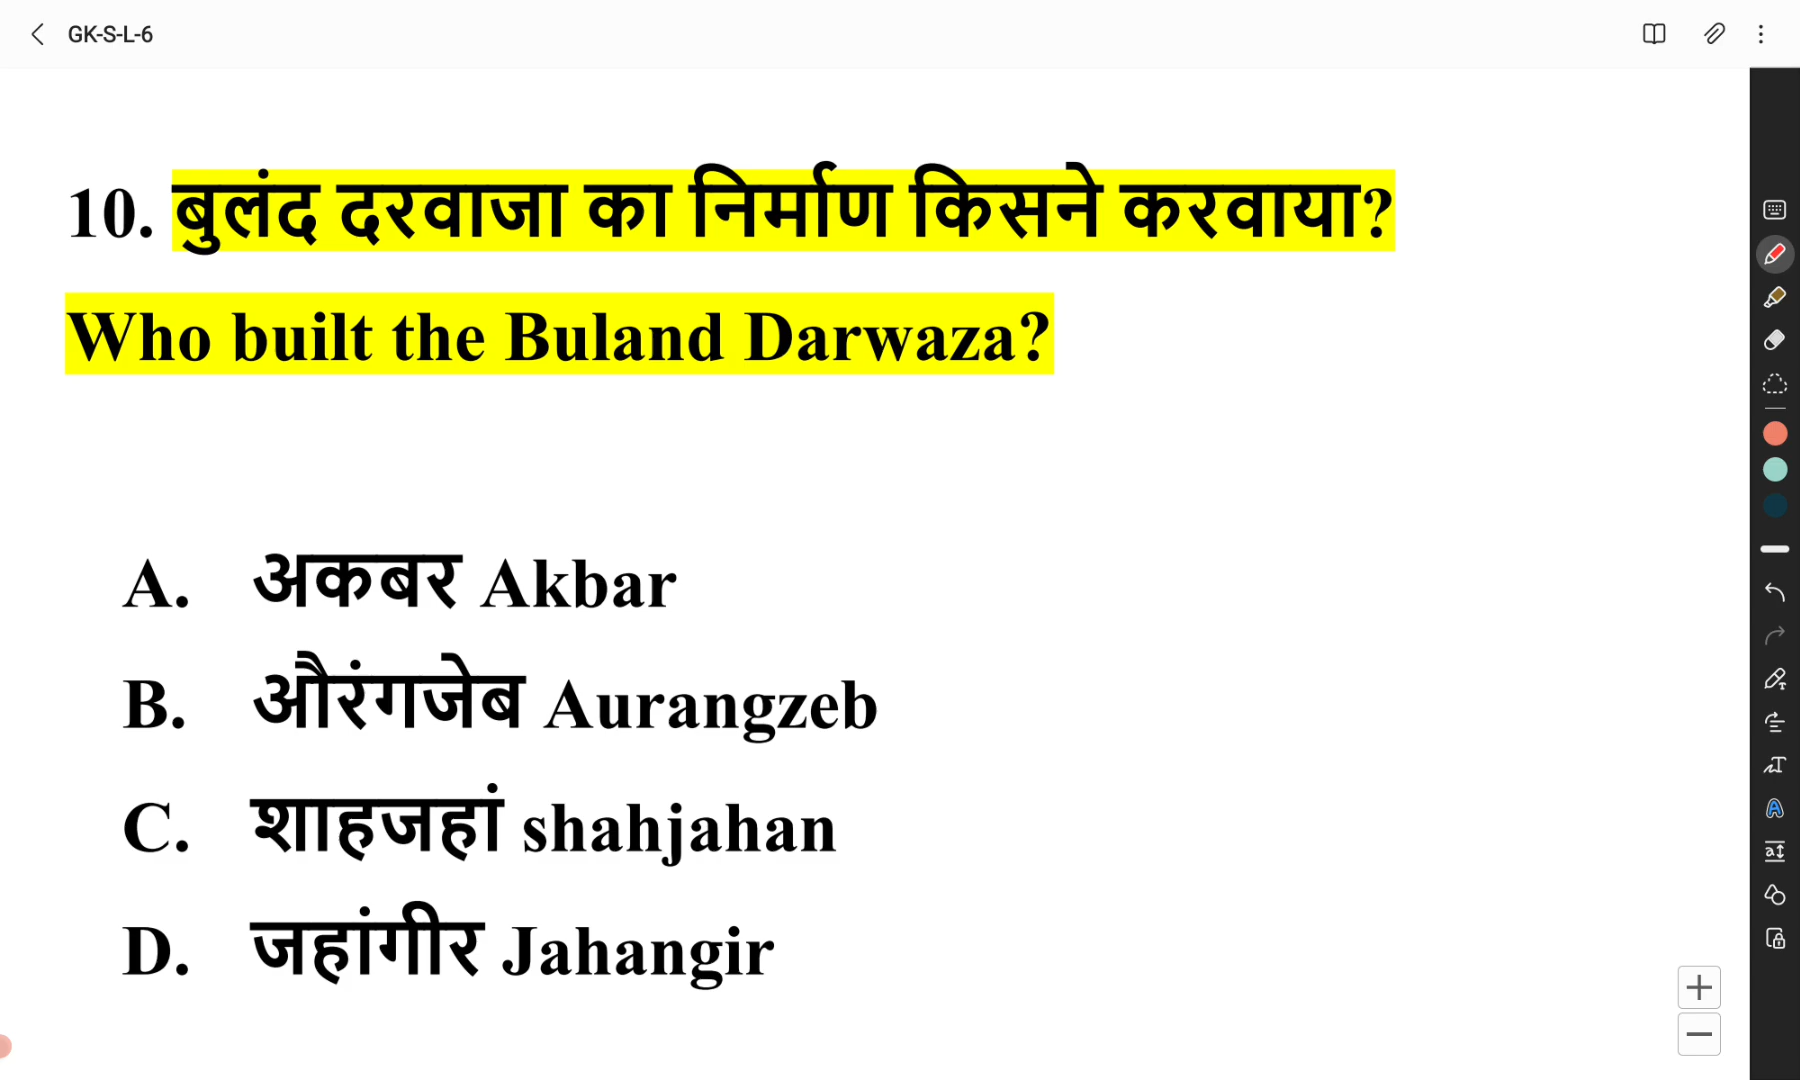 GK-S-L-6
10. बुलंद दरवाजा का निर्माण किसने करवाया?
Who built the Buland Darwaza?
A. अकबर Akbar
B. औरंगजेब Aurangzeb
C. शाहजहां shahjahan
D. जहांगीर Jahangir